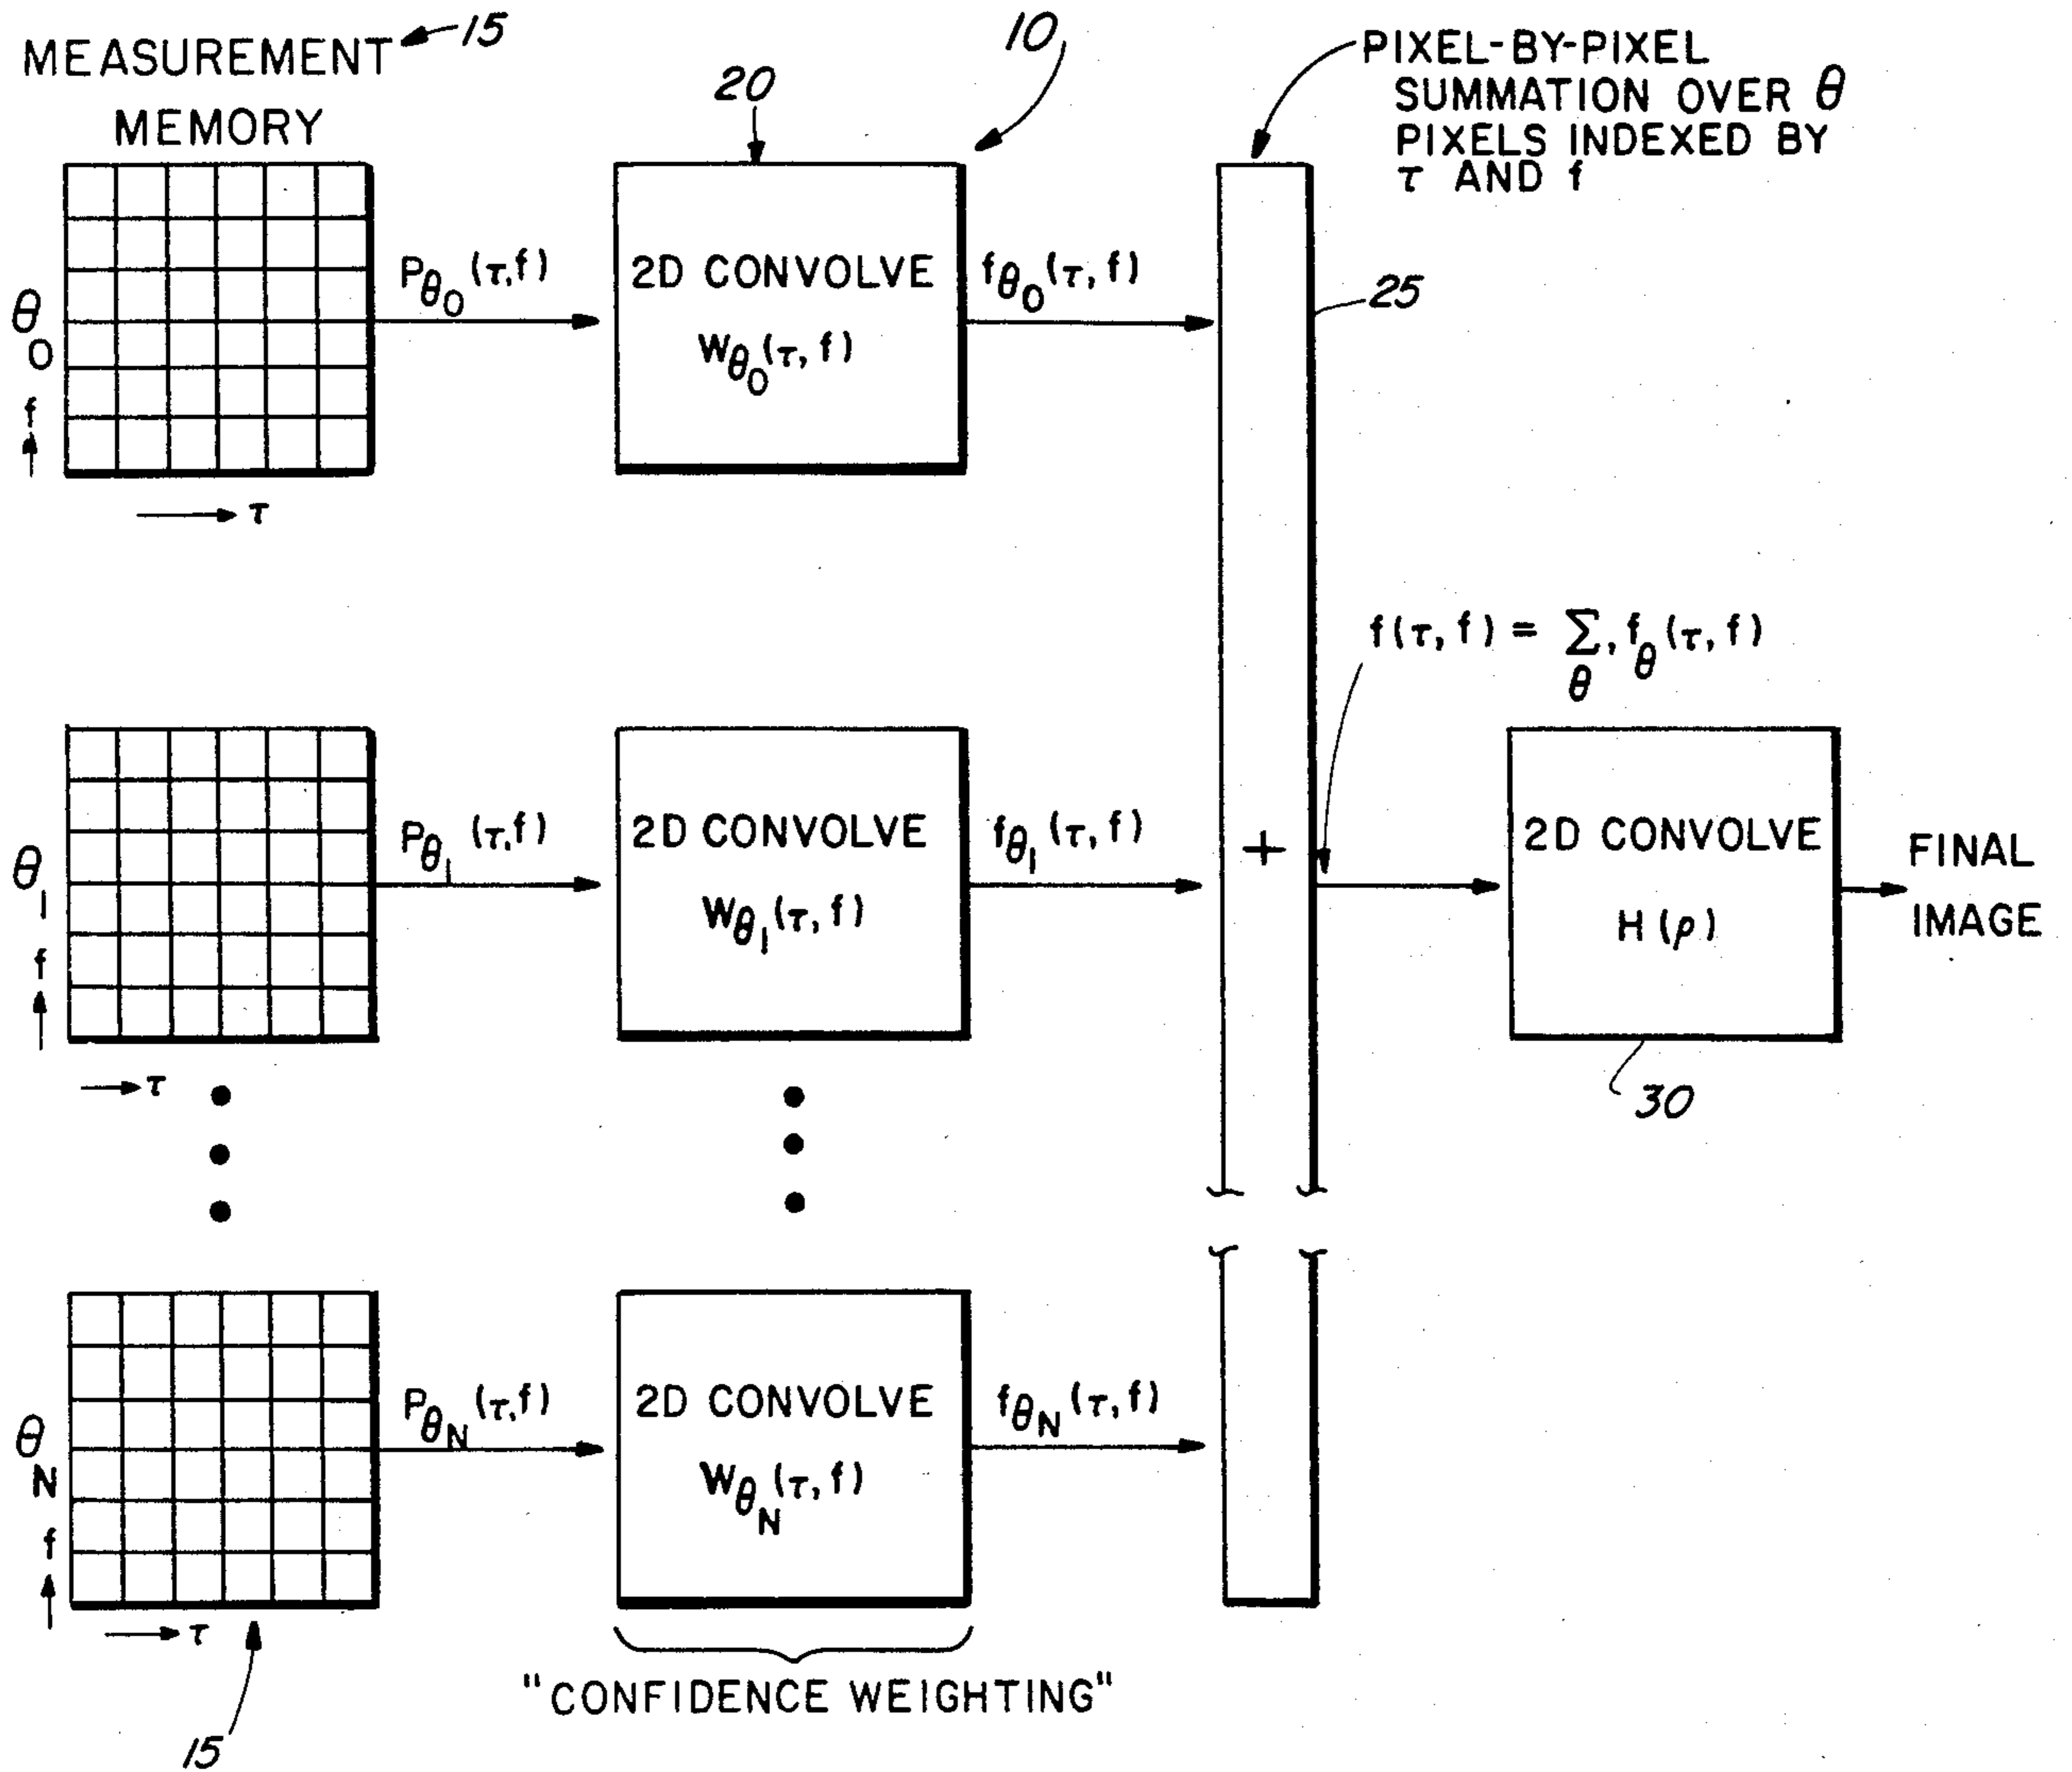 MEASUREMENT
MEMORY
15
20
10
PIXEL-BY-PIXEL
SUMMATION OVER θ
PIXELS INDEXED BY
τ AND f
θ0
f
τ
Pθ0(τ,f)
2D CONVOLVE
Wθ0(τ,f)
fθ0(τ,f)
25
f(τ,f) = Σθ, fθ(τ,f)
θ1
f
τ
Pθ1(τ,f)
2D CONVOLVE
Wθ1(τ,f)
fθ1(τ,f)
+
2D CONVOLVE
H(ρ)
30
FINAL
IMAGE
θN
f
τ
PθN(τ,f)
2D CONVOLVE
WθN(τ,f)
fθN(τ,f)
15
"CONFIDENCE WEIGHTING"